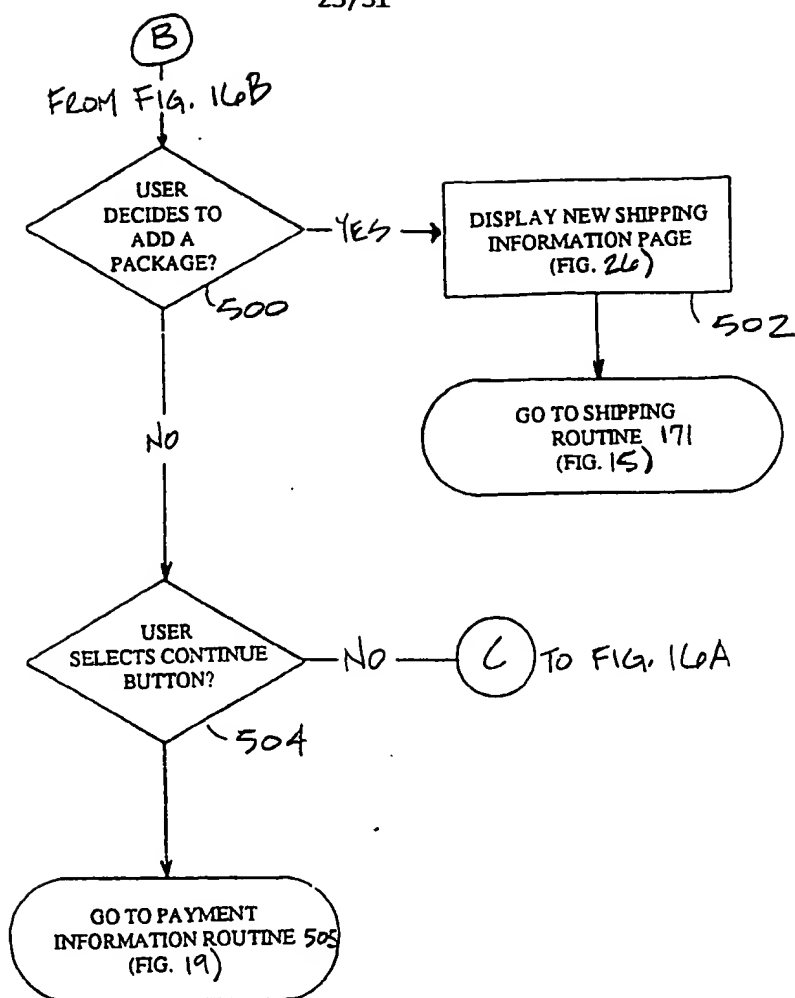 B
FROM FIG. 16B
USER
DECIDES TO
ADD A
PACKAGE?
500
YES
DISPLAY NEW SHIPPING
INFORMATION PAGE
(FIG. 26)
502
GO TO SHIPPING
ROUTINE 171
(FIG. 15)
NO
USER
SELECTS CONTINUE
BUTTON?
504
NO
C
TO FIG. 16A
GO TO PAYMENT
INFORMATION ROUTINE 505
(FIG. 19)